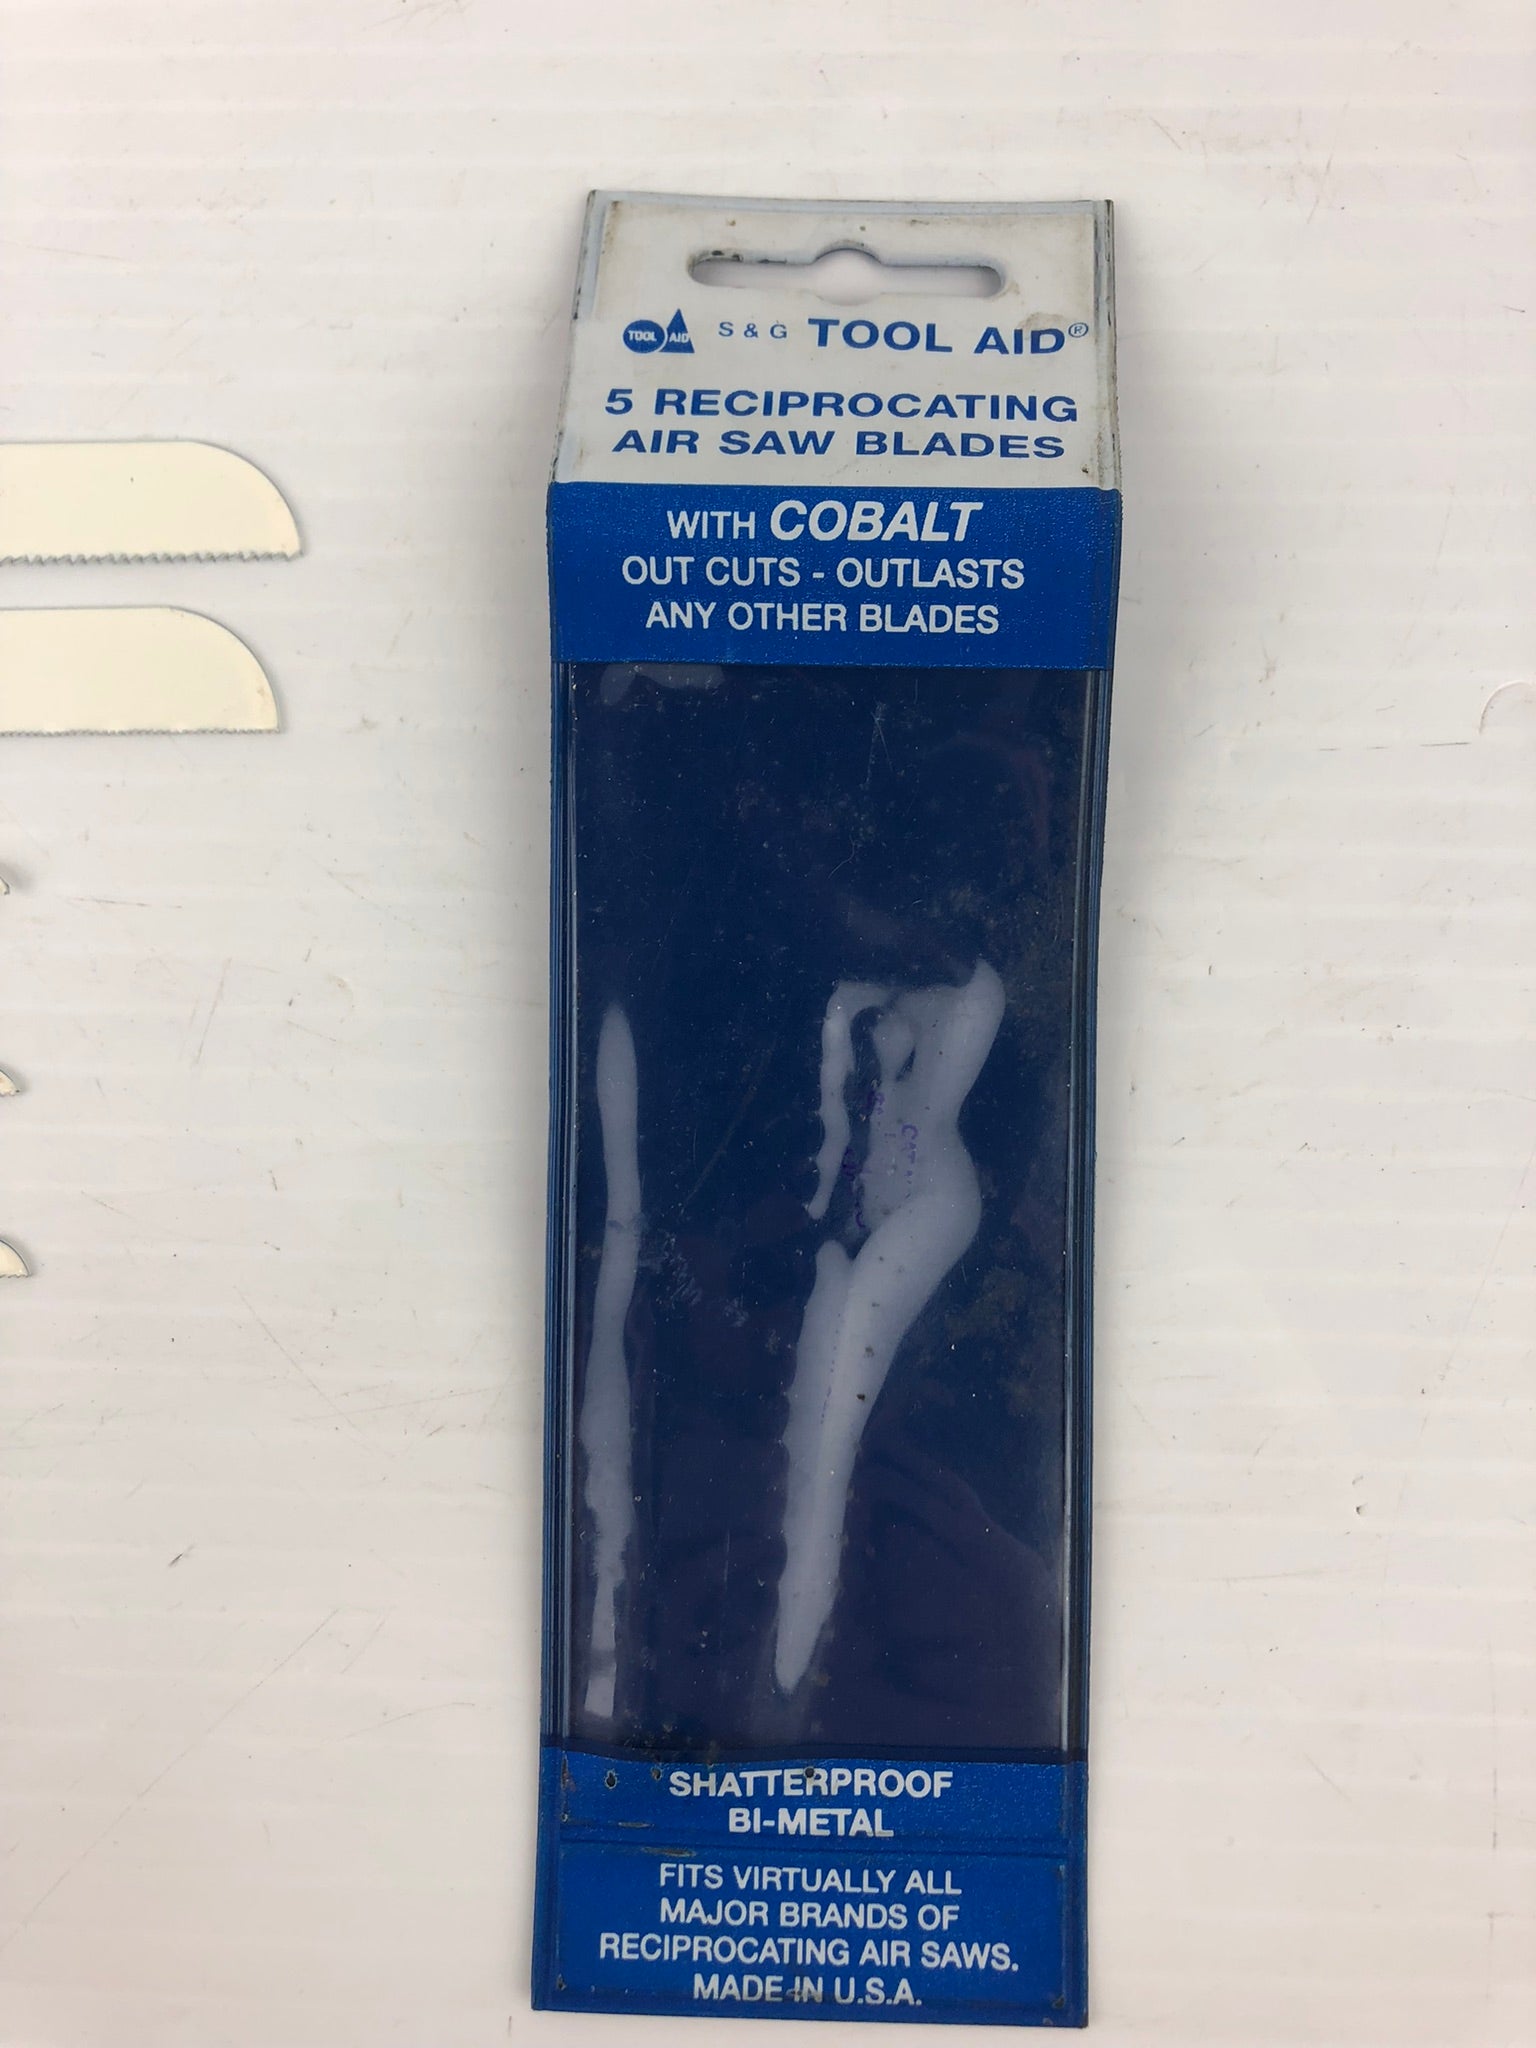 TOOL AID S & G TOOL AID®
5 RECIPROCATING
AIR SAW BLADES
WITH COBALT
OUT CUTS - OUTLASTS
ANY OTHER BLADES
SHATTERPROOF
BI-METAL
FITS VIRTUALLY ALL
MAJOR BRANDS OF
RECIPROCATING AIR SAWS.
MADE IN U.S.A.